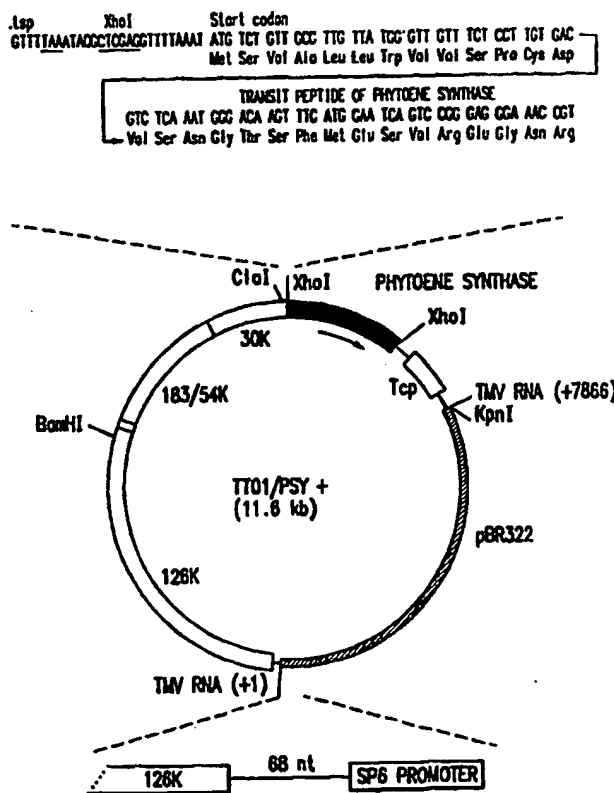 .tsp XhoI Start codon
GTTTTAAATACGCTCGAGGTTTTAAAT ATG TCT GTT GCC TTG TTA TGG GTT GTT TCT CCT TGT GAC
Met Ser Val Ala Leu Leu Trp Val Val Ser Pro Cys Asp
TRANSIT PEPTIDE OF PHYTOENE SYNTHASE
GTC TCA AAT GGG ACA AGT TTC ATG GAA TCA GTC CGG GAG GGA AAC CGT
Val Ser Asn Gly Thr Ser Phe Met Glu Ser Val Arg Glu Gly Asn Arg
ClaI XhoI PHYTOENE SYNTHASE
XhoI
30K
Tcp
TMV RNA (+7866)
KpnI
183/54K
BamHI
TTO1/PSY +
(11.6 kb)
pBR322
126K
TMV RNA (+1)
68 nt
126K SP6 PROMOTER